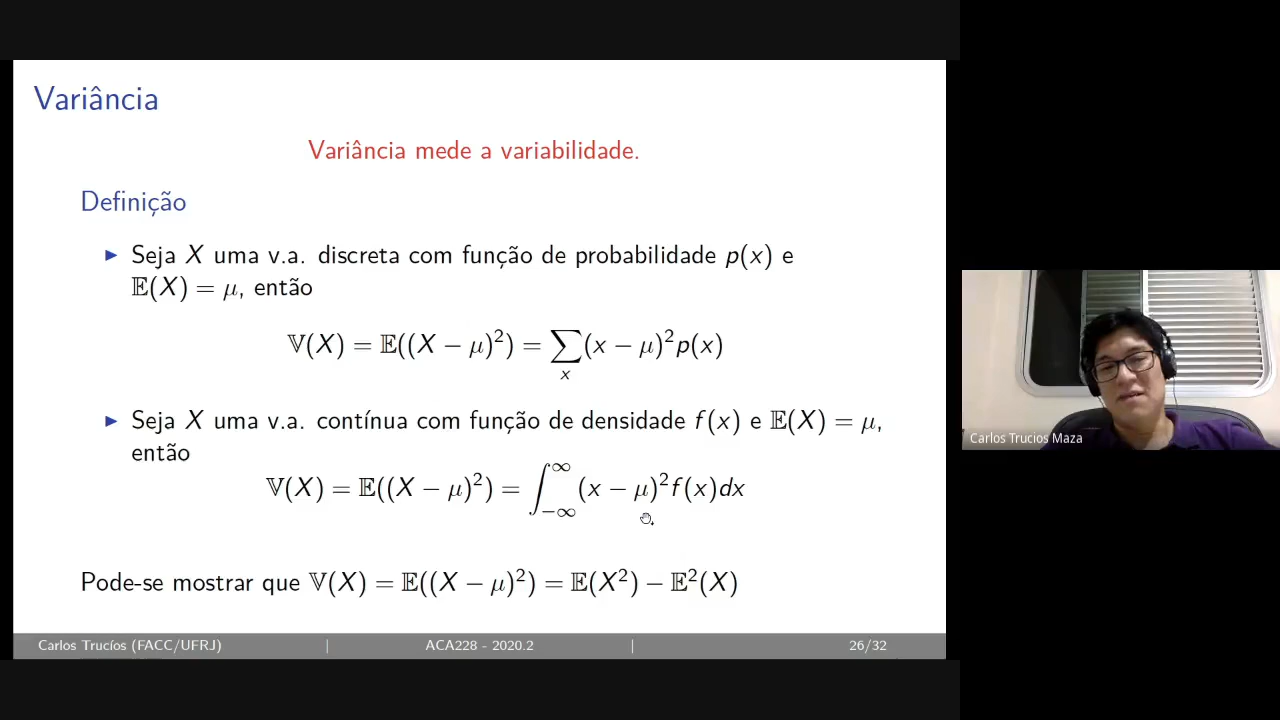 Variância
Variância mede a variabilidade.
Definição
▶ Seja X uma v.a. discreta com função de probabilidade p(x) e
𝔼(X) = μ, então
𝕍(X) = 𝔼((X − μ)²) = ∑ₓ (x − μ)²p(x)
▶ Seja X uma v.a. contínua com função de densidade f(x) e 𝔼(X) = μ,
então
𝕍(X) = 𝔼((X − μ)²) = ∫_{−∞}^{∞} (x − μ)²f(x)dx
Pode-se mostrar que 𝕍(X) = 𝔼((X − μ)²) = 𝔼(X²) − 𝔼²(X)
Carlos Trucíos (FACC/UFRJ) | ACA228 - 2020.2 | 26/32
Carlos Trucios Maza